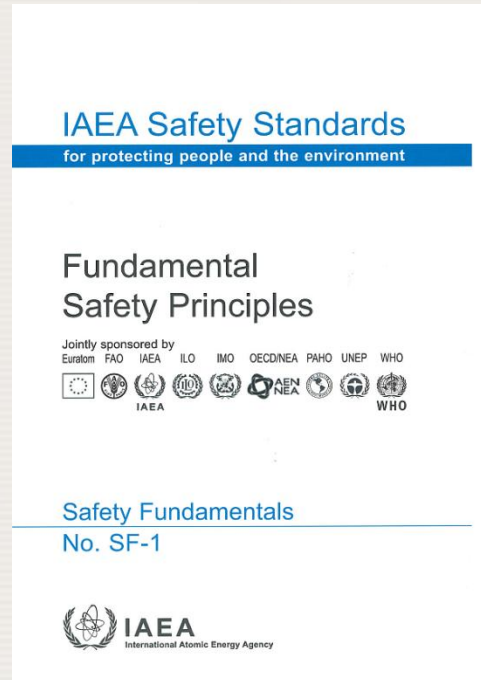 IAEA Safety Standards
for protecting people and the environment
Fundamental
Safety Principles
Jointly sponsored by
Euratom FAO IAEA ILO IMO OECD/NEA PAHO UNEP WHO
FAO ILO AEN
NEA
IAEA WHO
Safety Fundamentals
No. SF-1
IAEA
International Atomic Energy Agency